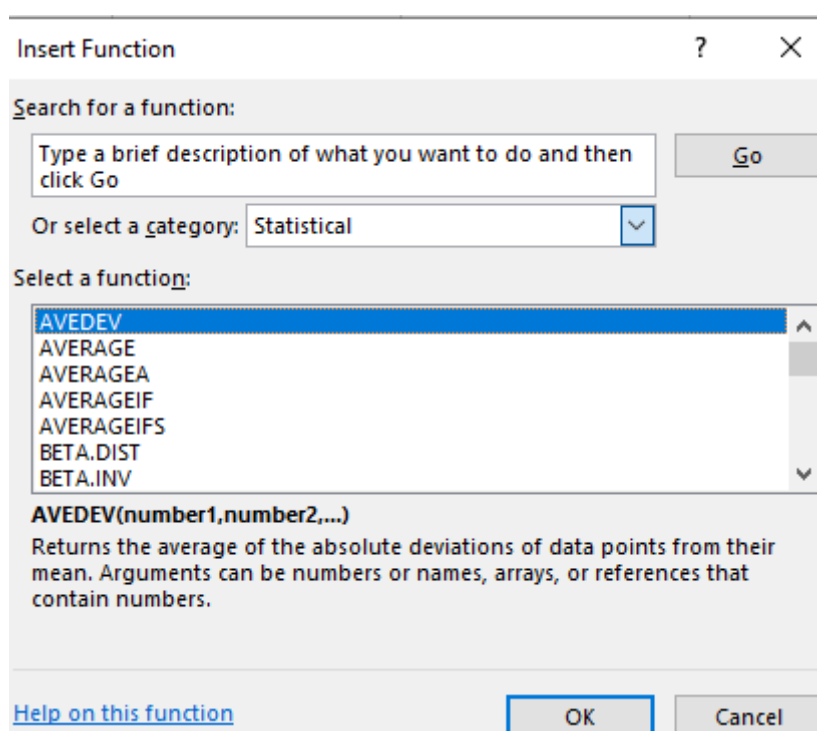 Insert Function ?
Search for a function:
Type a brief description of what you want to do and then
click Go
Go
Or select a category: Statistical
Select a function:
AVEDEV
AVERAGE
AVERAGEA
AVERAGEIF
AVERAGEIFS
BETA.DIST
BETA.INV
AVEDEV(number1,number2,...)
Returns the average of the absolute deviations of data points from their
mean. Arguments can be numbers or names, arrays, or references that
contain numbers.
Help on this function OK Cancel